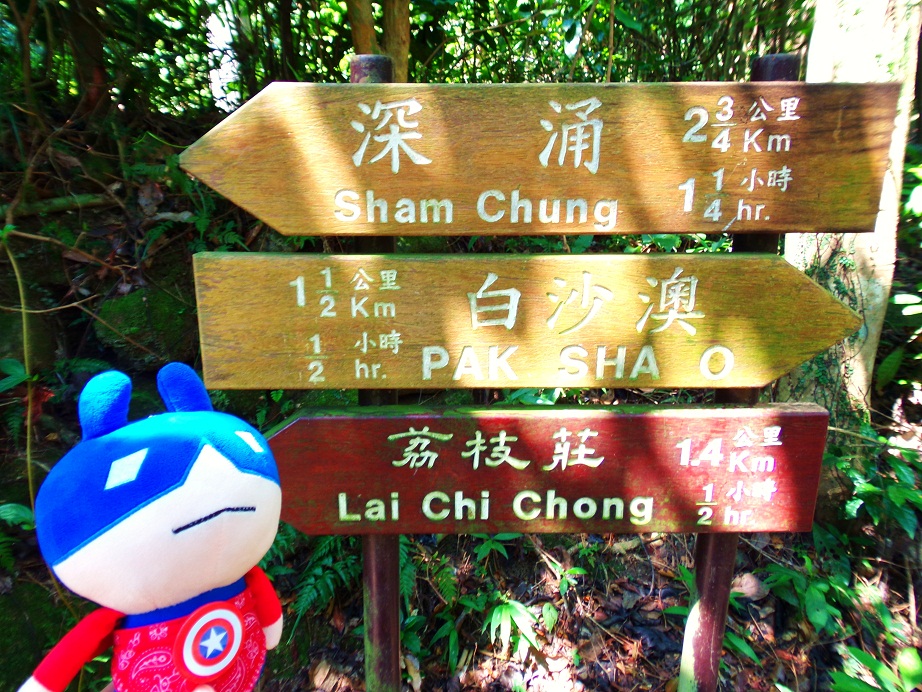 深涌 2 3/4 公里 Km
Sham Chung 1 1/4 小時 hr.
1 1/2 公里 Km 白沙澳
1/2 小時 hr. PAK SHA O
荔枝莊 1.4 公里 Km
Lai Chi Chong 1/2 小時 hr.